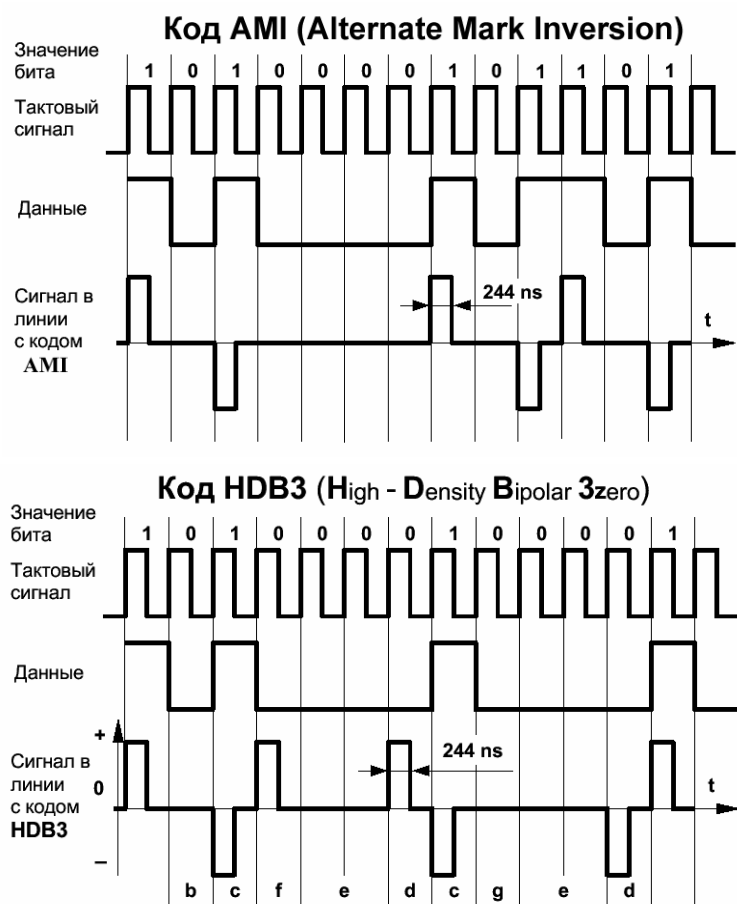 Код AMI (Alternate Mark Inversion)
Значение
бита
1 0 1 0 0 0 0 1 0 1 1 0 1
Тактовый
сигнал
Данные
Сигнал в
линии
с кодом
AMI
244 ns
t
Код HDB3 (High - Density Bipolar 3zero)
Значение
бита
1 0 1 0 0 0 0 1 0 0 0 0 1
Тактовый
сигнал
Данные
+
Сигнал в
линии
с кодом
HDB3
0
–
244 ns
t
b c f e d c g e d